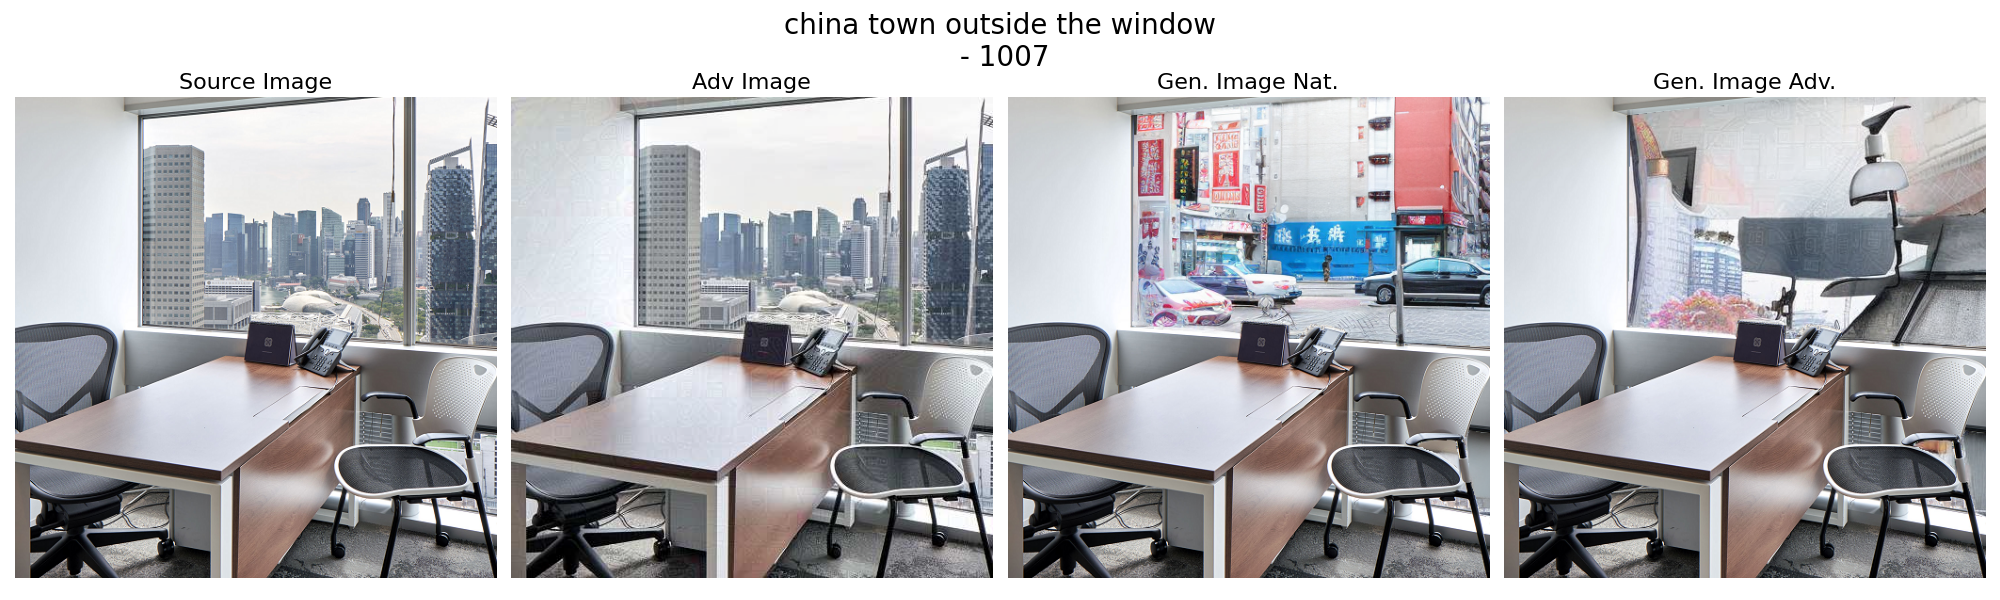 china town outside the window
- 1007
Source Image
Adv Image
Gen. Image Nat.
Gen. Image Adv.